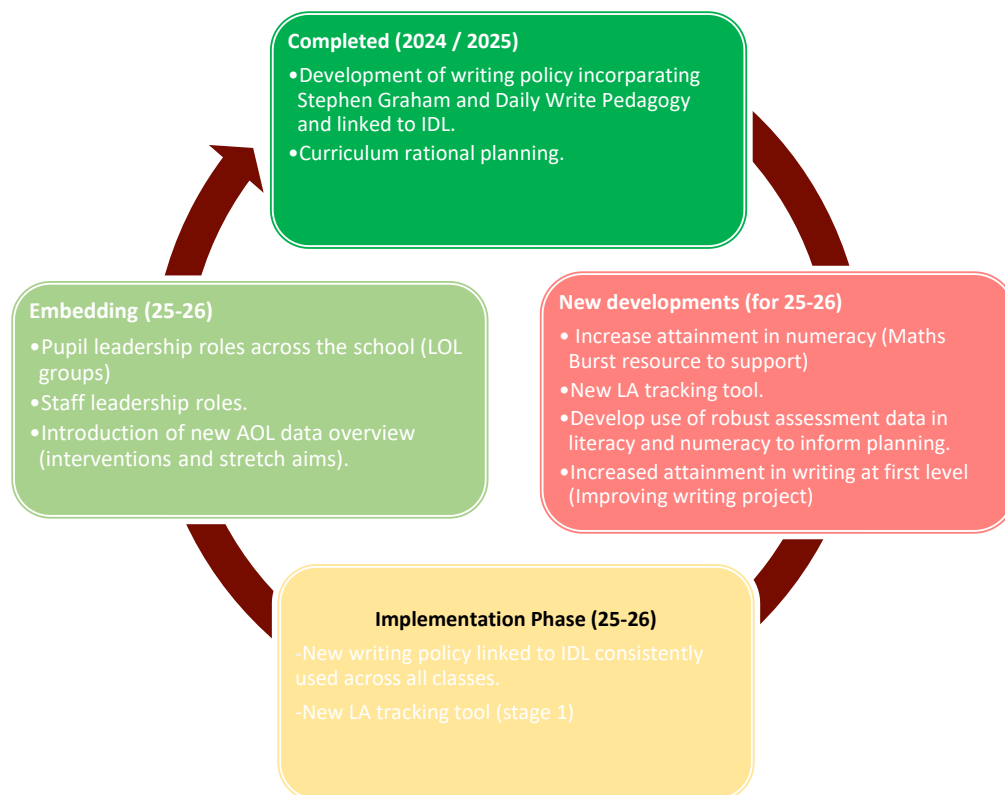 Completed (2024 / 2025)
•Development of writing policy incorparating
Stephen Graham and Daily Write Pedagogy
and linked to IDL.
•Curriculum rational planning.
New developments (for 25-26)
• Increase attainment in numeracy (Maths
Burst resource to support)
•New LA tracking tool.
•Develop use of robust assessment data in
literacy and numeracy to inform planning.
•Increased attainment in writing at first level
(Improving writing project)
Implementation Phase (25-26)
-New writing policy linked to IDL consistently
used across all classes.
-New LA tracking tool (stage 1)
Embedding (25-26)
•Pupil leadership roles across the school (LOL
groups)
•Staff leadership roles.
•Introduction of new AOL data overview
(interventions and stretch aims).